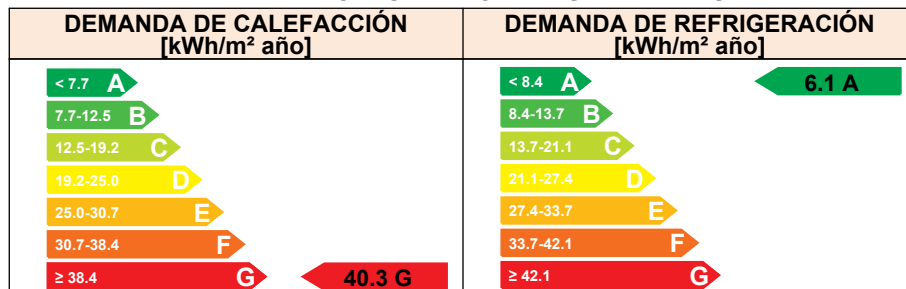 DEMANDA DE CALEFACCIÓN
[kWh/m² año]
< 7.7 A
7.7-12.5 B
12.5-19.2 C
19.2-25.0 D
25.0-30.7 E
30.7-38.4 F
≥ 38.4 G
40.3 G
DEMANDA DE REFRIGERACIÓN
[kWh/m² año]
< 8.4 A
6.1 A
8.4-13.7 B
13.7-21.1 C
21.1-27.4 D
27.4-33.7 E
33.7-42.1 F
≥ 42.1 G